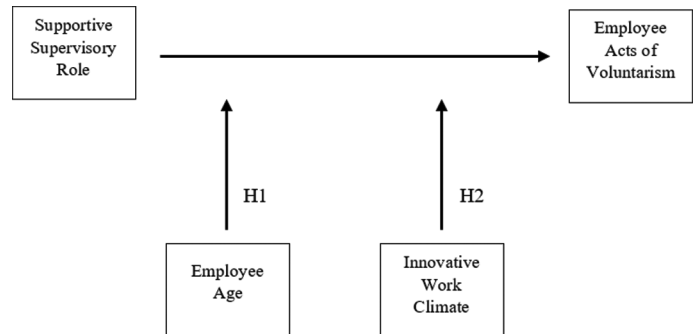 Supportive
Supervisory
Role
Employee
Acts of
Voluntarism
H1
H2
Employee
Age
Innovative
Work
Climate